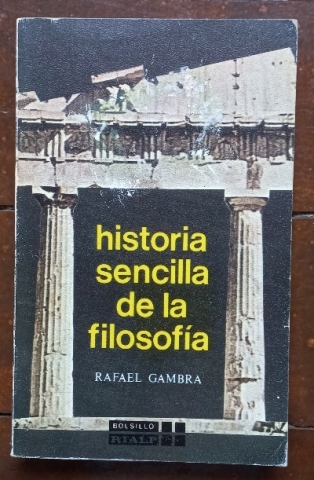 historia
sencilla
de la
filosofía
RAFAEL GAMBRA
BOLSILLO
RIALP